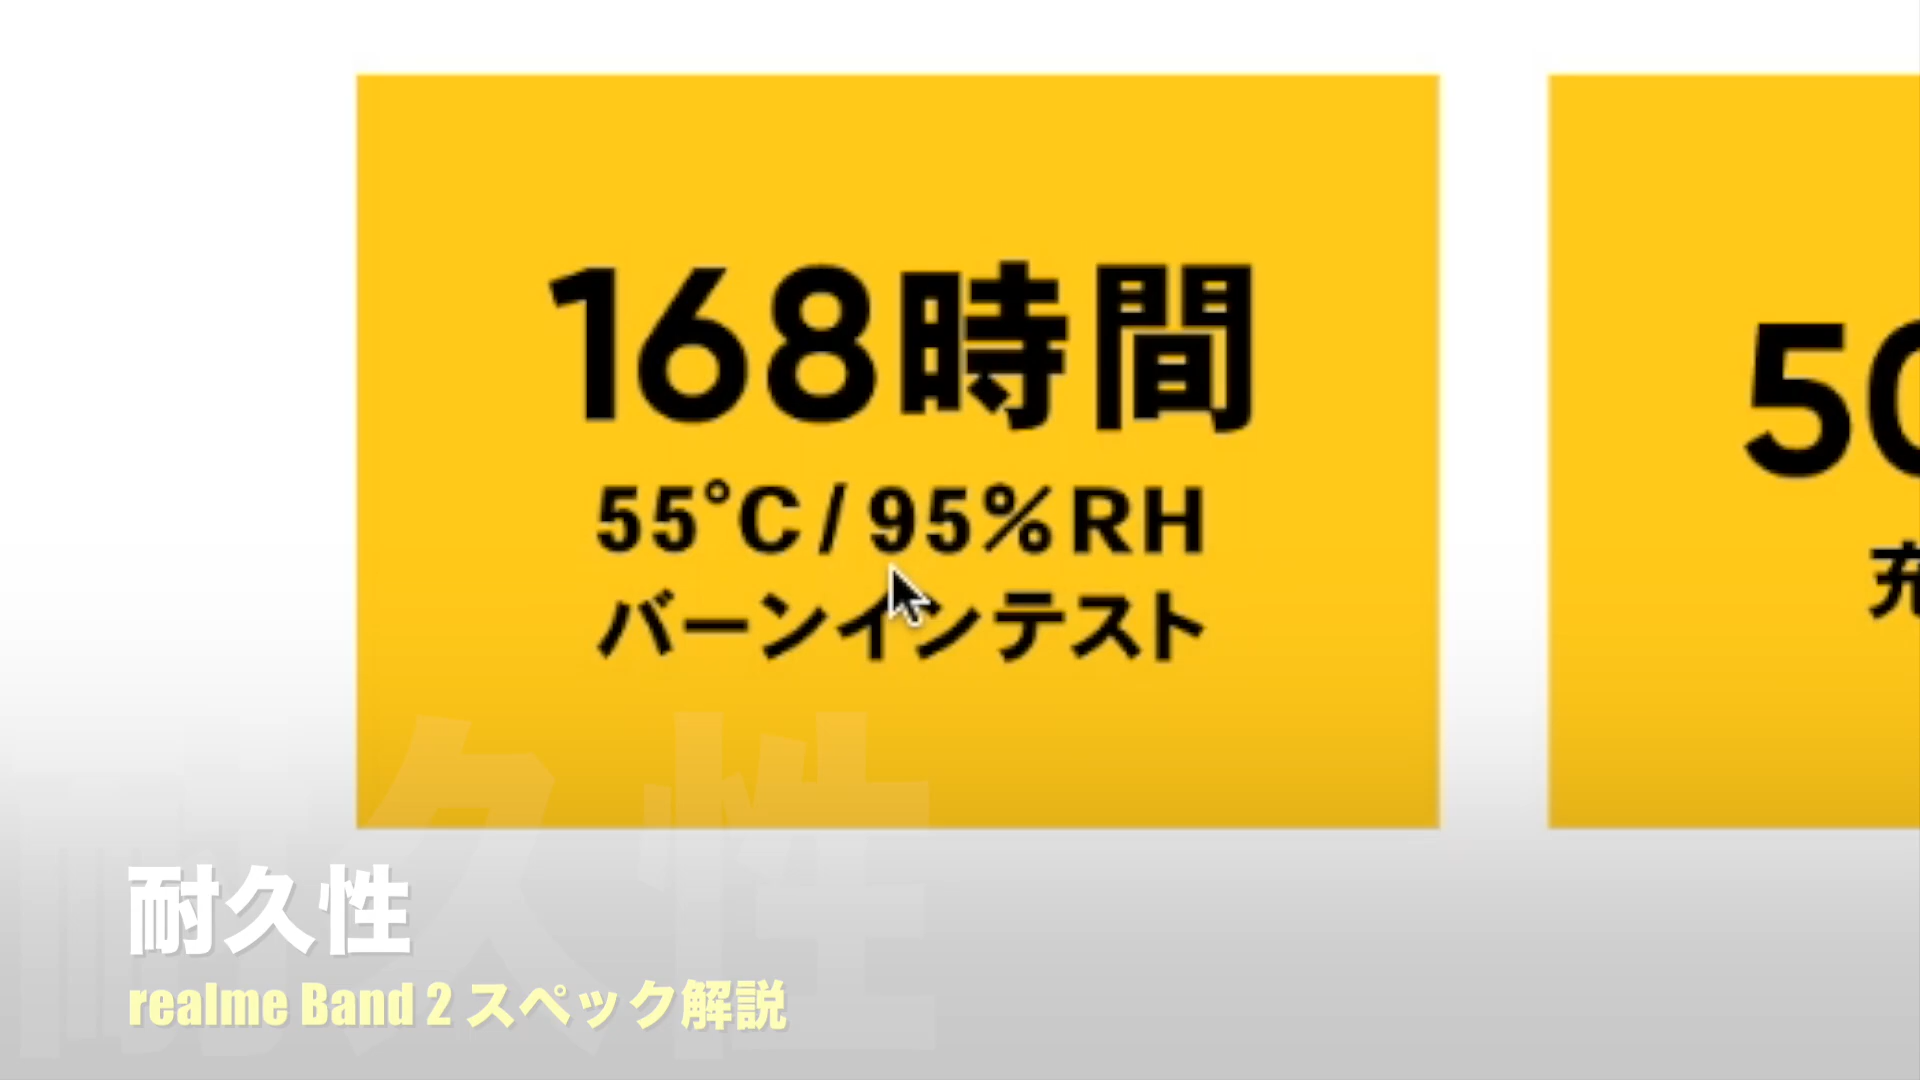 168時間
55°C / 95% RH
バーンインテスト
耐久性
realme Band 2 スペック解説